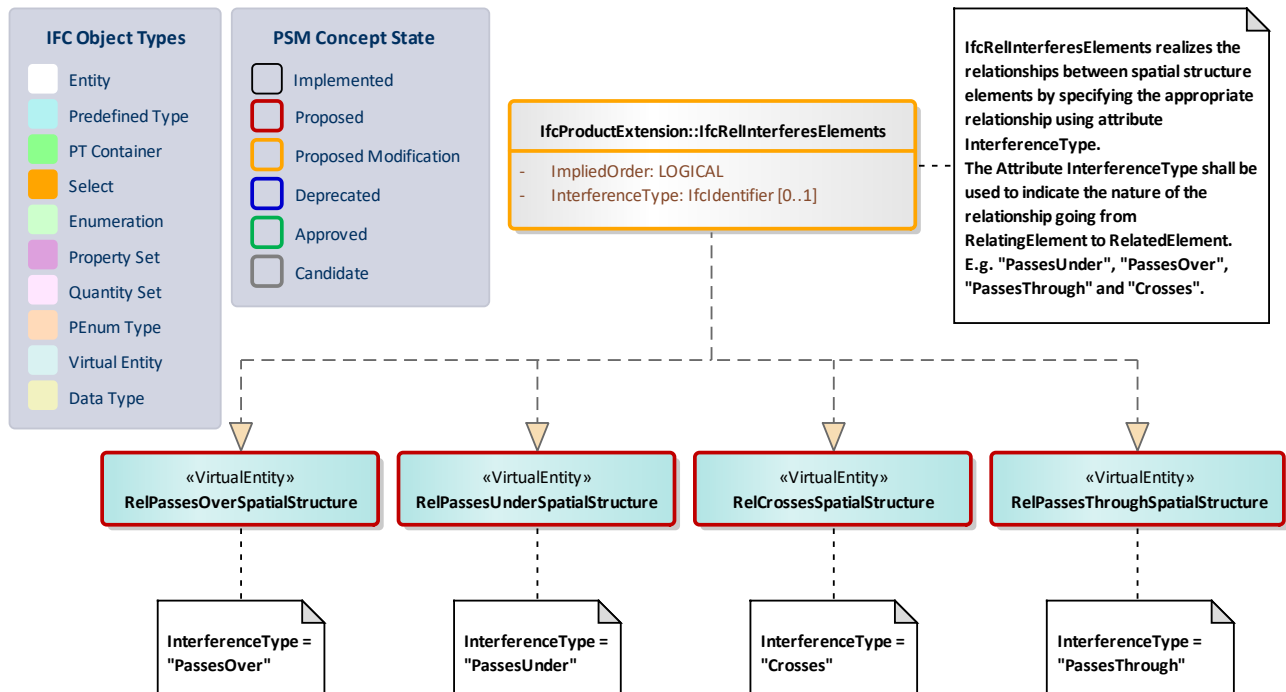 IFC Object Types
Entity
Predefined Type
PT Container
Select
Enumeration
Property Set
Quantity Set
PEnum Type
Virtual Entity
Data Type
PSM Concept State
Implemented
Proposed
Proposed Modification
Deprecated
Approved
Candidate
IfcProductExtension::IfcRelInterferesElements
- ImpliedOrder: LOGICAL
- InterferenceType: IfcIdentifier [0..1]
IfcRelInterferesElements realizes the
relationships between spatial structure
elements by specifying the appropriate
relationship using attribute
InterferenceType.
The Attribute InterferenceType shall be
used to indicate the nature of the
relationship going from
RelatingElement to RelatedElement.
E.g. "PassesUnder", "PassesOver",
"PassesThrough" and "Crosses".
«VirtualEntity»
RelPassesOverSpatialStructure
«VirtualEntity»
RelPassesUnderSpatialStructure
«VirtualEntity»
RelCrossesSpatialStructure
«VirtualEntity»
RelPassesThroughSpatialStructure
InterferenceType =
"PassesOver"
InterferenceType =
"PassesUnder"
InterferenceType =
"Crosses"
InterferenceType =
"PassesThrough"